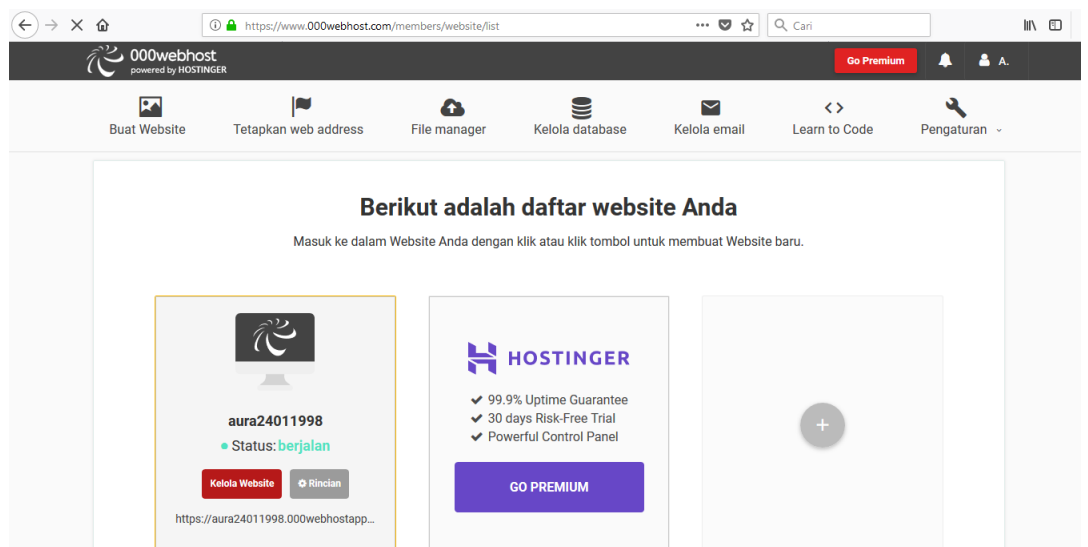 https://www.000webhost.com/members/website/list
Cari
000webhost
powered by HOSTINGER
Go Premium
A.
Buat Website
Tetapkan web address
File manager
Kelola database
Kelola email
Learn to Code
Pengaturan
Berikut adalah daftar website Anda
Masuk ke dalam Website Anda dengan klik atau klik tombol untuk membuat Website baru.
aura24011998
Status: berjalan
Kelola Website
Rincian
https://aura24011998.000webhostapp...
HOSTINGER
99.9% Uptime Guarantee
30 days Risk-Free Trial
Powerful Control Panel
GO PREMIUM